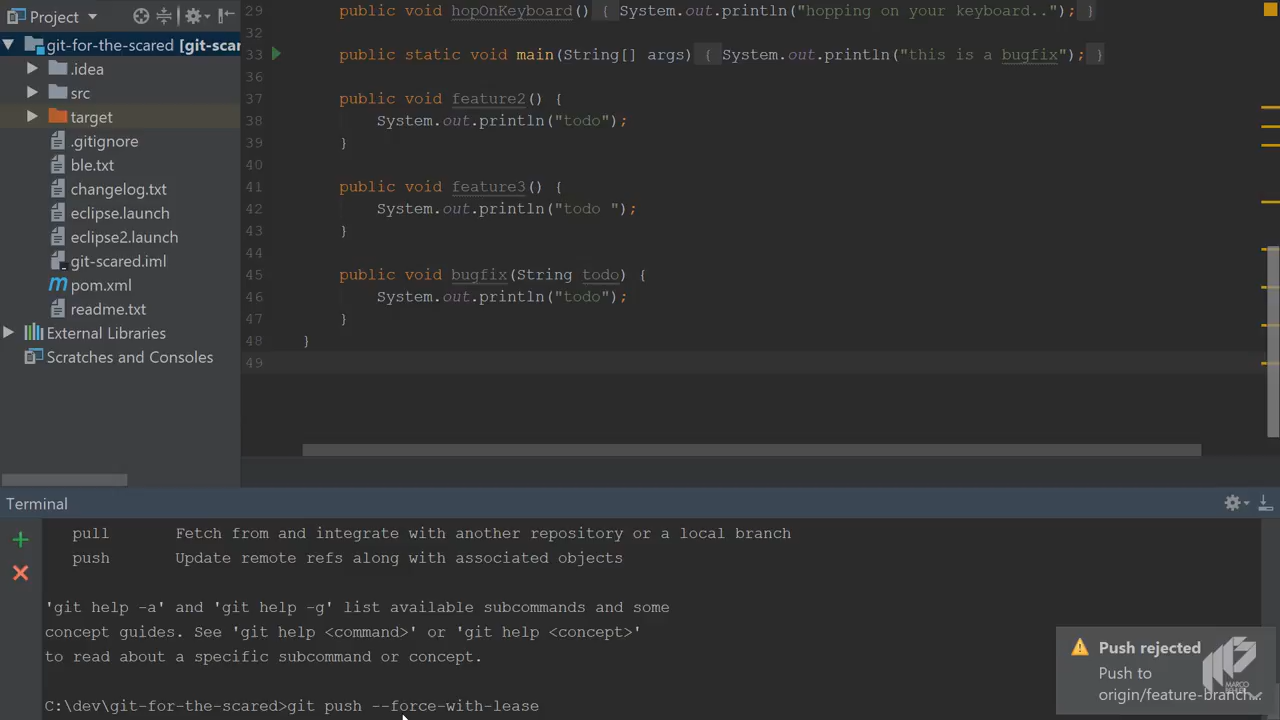 Project
git-for-the-scared [git-scar
.idea
src
target
.gitignore
ble.txt
changelog.txt
eclipse.launch
eclipse2.launch
git-scared.iml
pom.xml
readme.txt
External Libraries
Scratches and Consoles
29 public void hopOnKeyboard() { System.out.println("hopping on your keyboard.."); }
32
33 public static void main(String[] args) { System.out.println("this is a bugfix"); }
36
37 public void feature2() {
38 System.out.println("todo");
39 }
40
41 public void feature3() {
42 System.out.println("todo ");
43 }
44
45 public void bugfix(String todo) {
46 System.out.println("todo");
47 }
48 }
49
Terminal
pull Fetch from and integrate with another repository or a local branch
push Update remote refs along with associated objects
'git help -a' and 'git help -g' list available subcommands and some
concept guides. See 'git help <command>' or 'git help <concept>'
to read about a specific subcommand or concept.
C:\dev\git-for-the-scared>git push --force-with-lease
Push rejected
Push to
origin/feature-branch...
MARCO